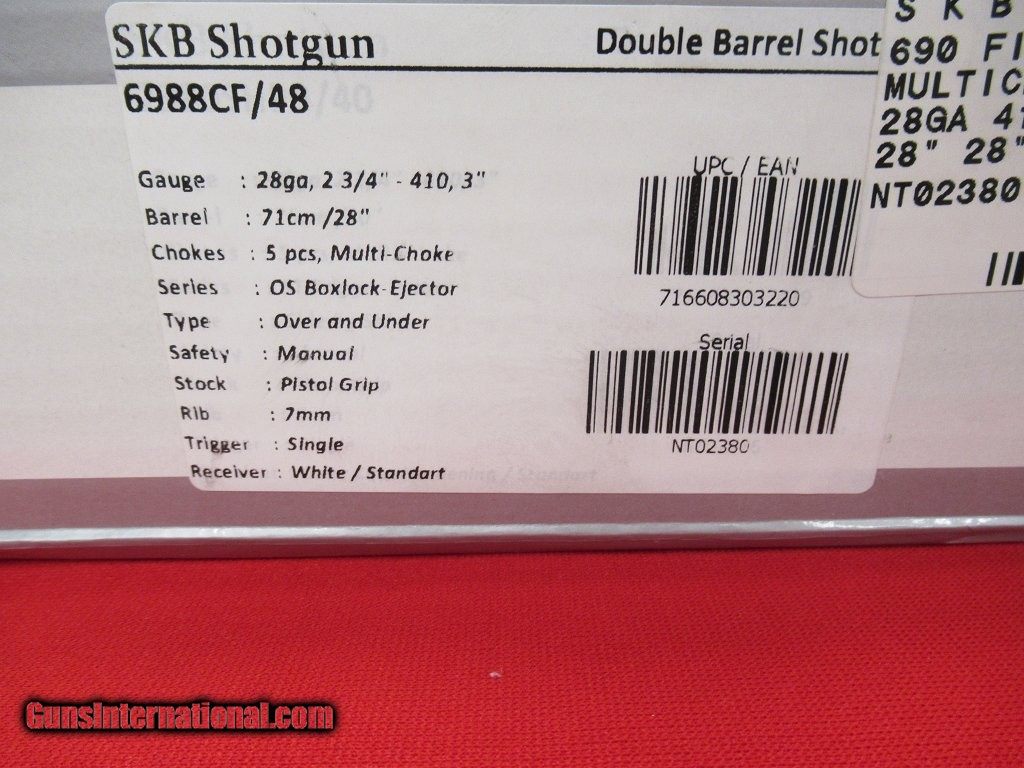 SKB Shotgun
Double Barrel Shot
6988CF/48
Gauge : 28ga, 2 3/4" - 410, 3"
Barrel : 71cm /28"
Chokes : 5 pcs, Multi-Choke
Series : OS Boxlock-Ejector
Type : Over and Under
Safety : Manual
Stock : Pistol Grip
Rib : 7mm
Trigger : Single
Receiver : White / Standart
UPC / EAN
716608303220
Serial
NT02380
SKB
690 FI
MULTIC
28GA 41
28" 28"
NT02380
GunsInternational.com